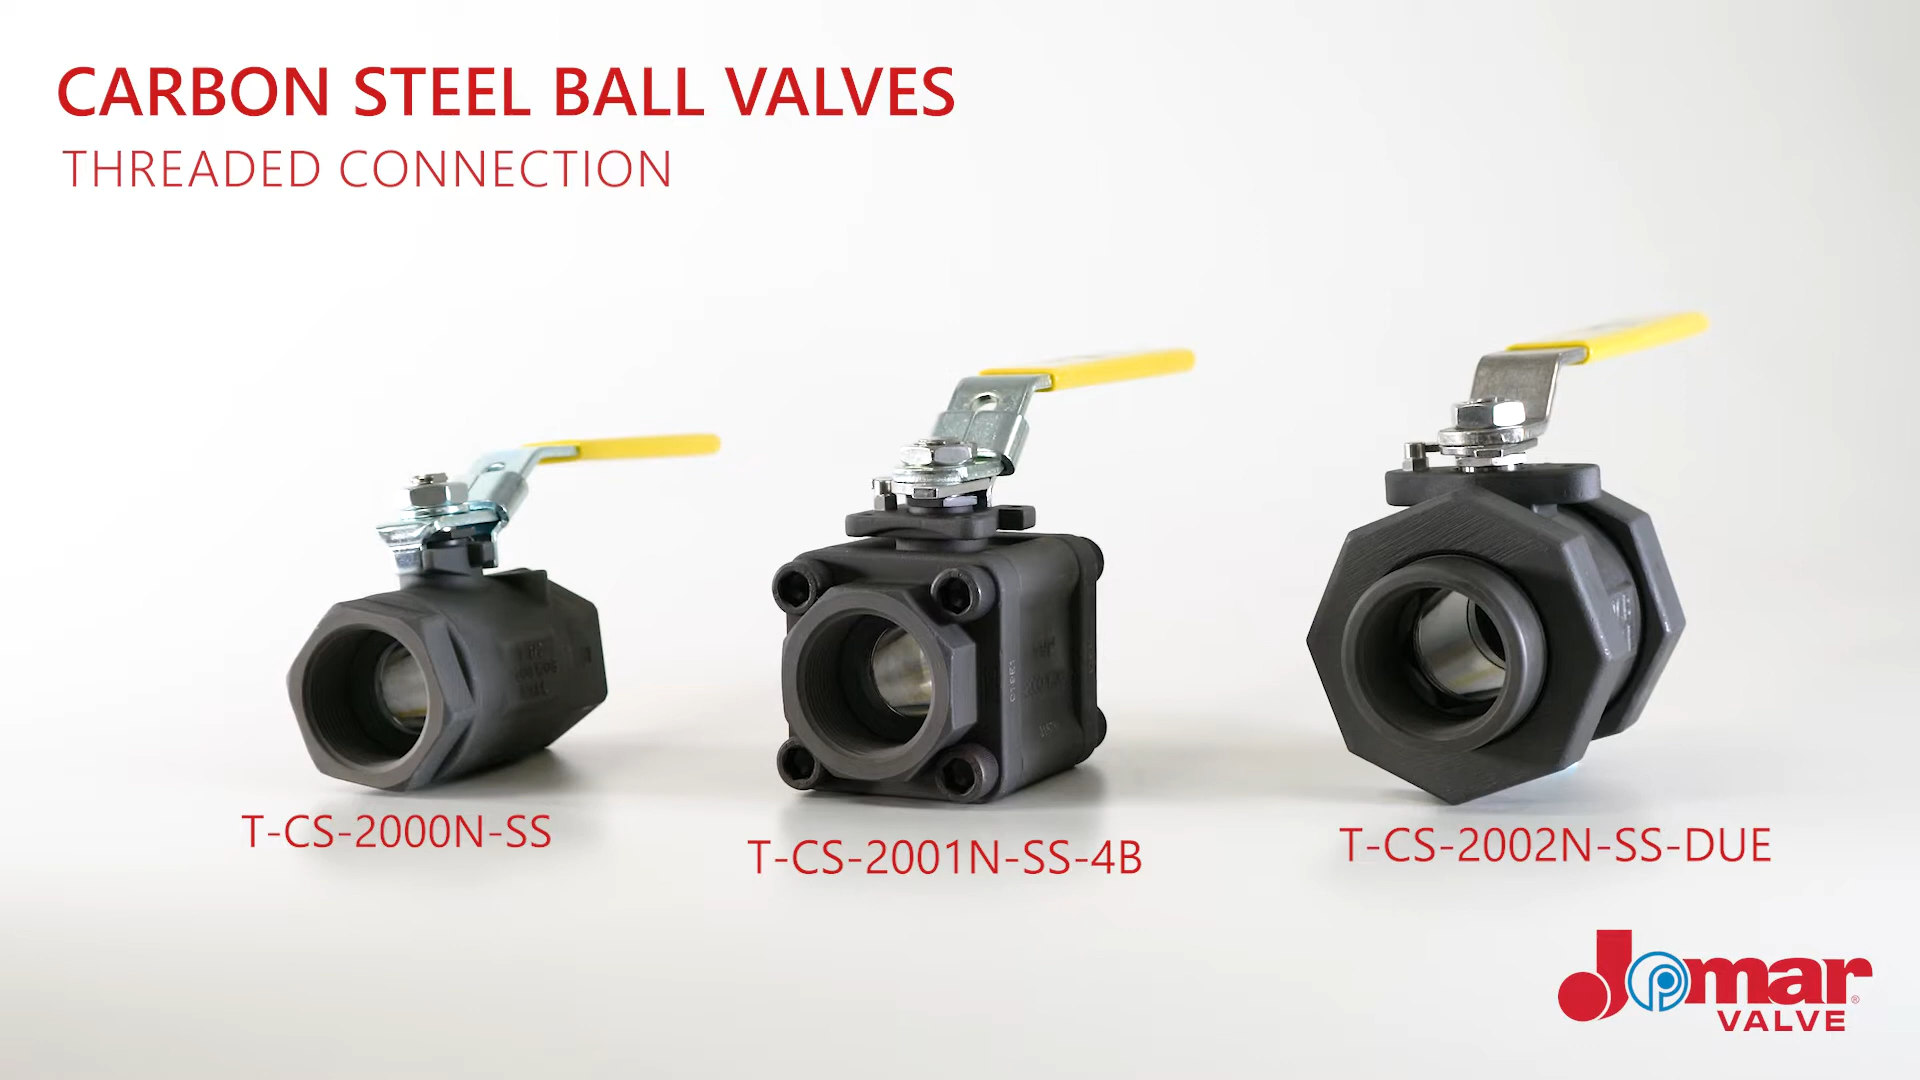 CARBON STEEL BALL VALVES
THREADED CONNECTION
T-CS-2000N-SS
T-CS-2001N-SS-4B
T-CS-2002N-SS-DUE
Jomar®
VALVE